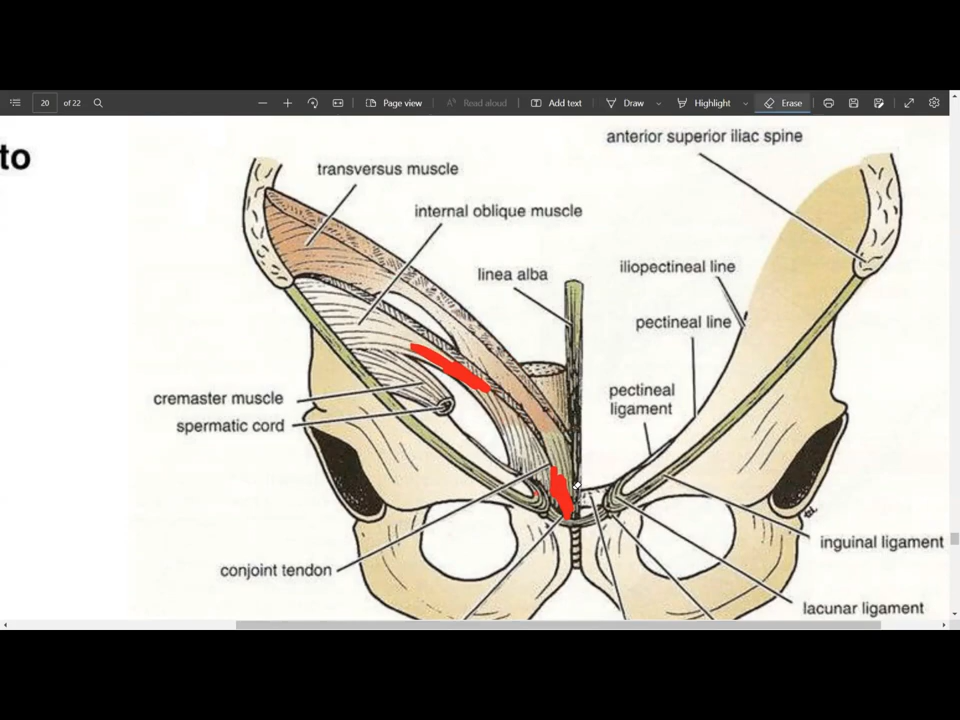 20 of 22
Page view
Read aloud
Add text
Draw
Highlight
Erase
to
anterior superior iliac spine
transversus muscle
internal oblique muscle
linea alba
iliopectineal line
pectineal line
pectineal
ligament
cremaster muscle
spermatic cord
conjoint tendon
inguinal ligament
lacunar ligament